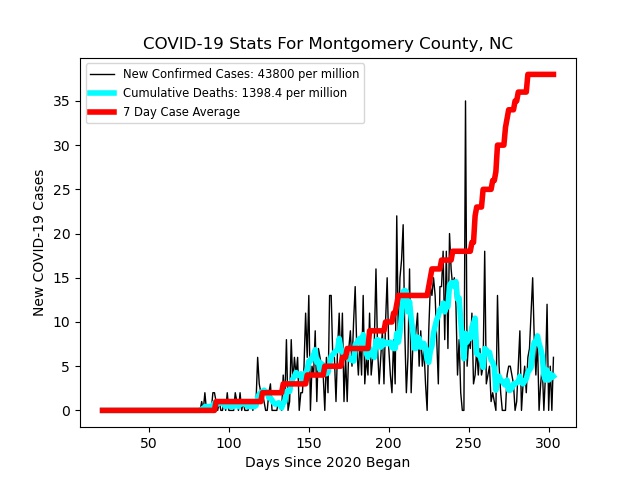 COVID-19 Stats For Montgomery County, NC
New Confirmed Cases: 43800 per million
Cumulative Deaths: 1398.4 per million
7 Day Case Average
New COVID-19 Cases
35
30
25
20
15
10
5
0
50 100 150 200 250 300
Days Since 2020 Began